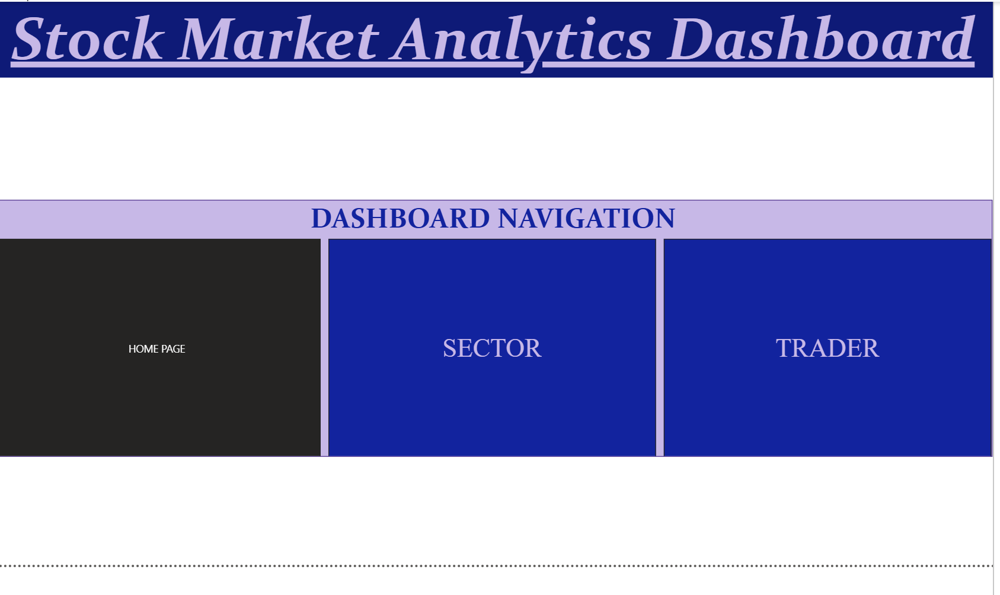 Stock Market Analytics Dashboard
DASHBOARD NAVIGATION
HOME PAGE
SECTOR
TRADER